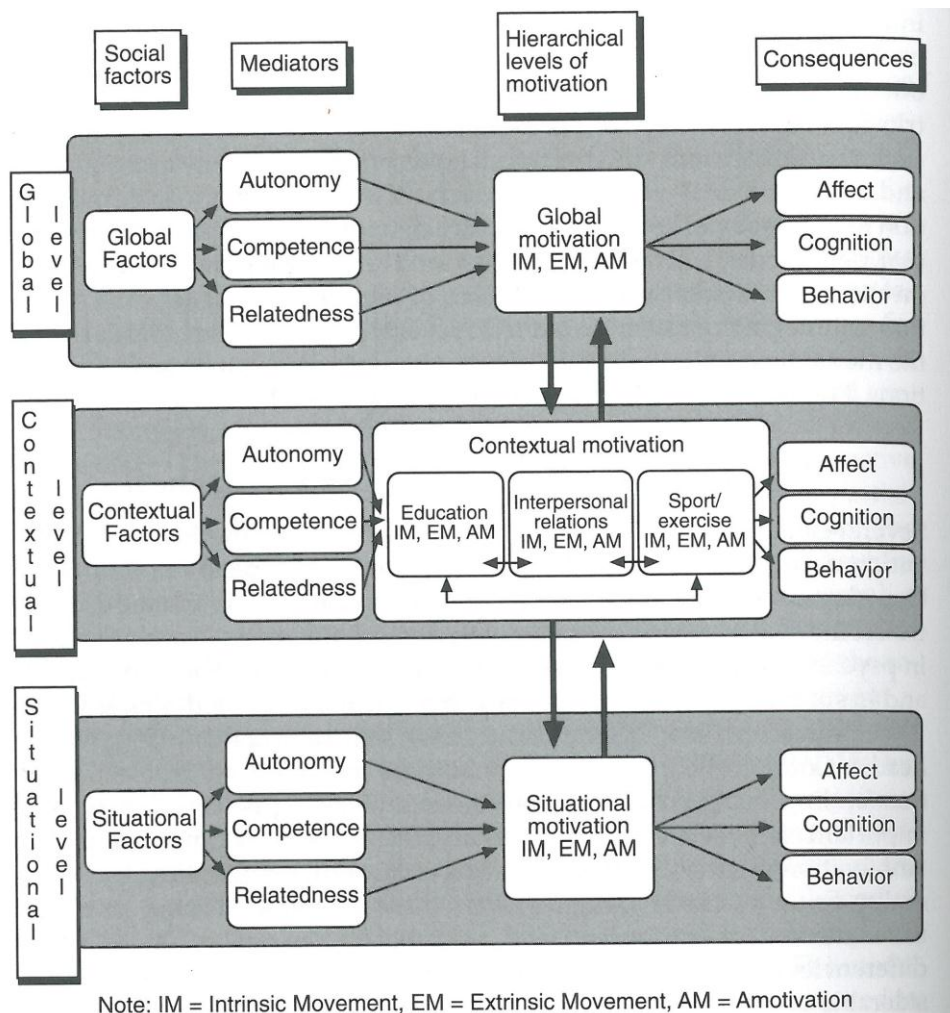 Social
factors
Mediators
Hierarchical
levels of
motivation
Consequences
Global
level
Global
Factors
Autonomy
Competence
Relatedness
Global
motivation
IM, EM, AM
Affect
Cognition
Behavior
Contextual
level
Contextual
Factors
Autonomy
Competence
Relatedness
Contextual motivation
Education
IM, EM, AM
Interpersonal
relations
IM, EM, AM
Sport/
exercise
IM, EM, AM
Affect
Cognition
Behavior
Situational
level
Situational
Factors
Autonomy
Competence
Relatedness
Situational
motivation
IM, EM, AM
Affect
Cognition
Behavior
Note: IM = Intrinsic Movement, EM = Extrinsic Movement, AM = Amotivation